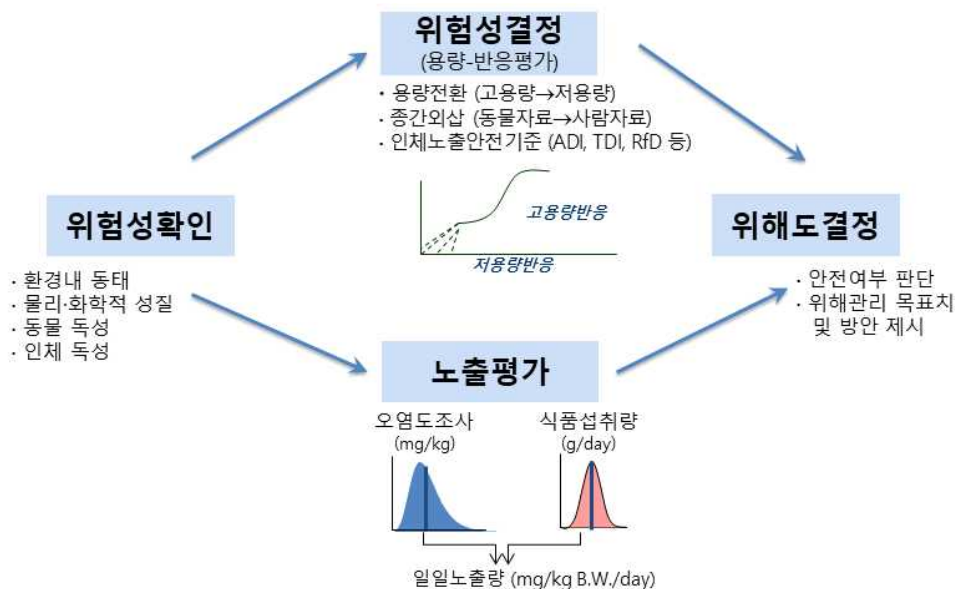 위험성결정
(용량-반응평가)
· 용량전환 (고용량→저용량)
· 종간외삽 (동물자료→사람자료)
· 인체노출안전기준 (ADI, TDI, RfD 등)
고용량반응
저용량반응
위험성확인
· 환경내 동태
· 물리·화학적 성질
· 동물 독성
· 인체 독성
위해도결정
· 안전여부 판단
· 위해관리 목표치
및 방안 제시
노출평가
오염도조사
(mg/kg)
식품섭취량
(g/day)
일일노출량 (mg/kg B.W./day)